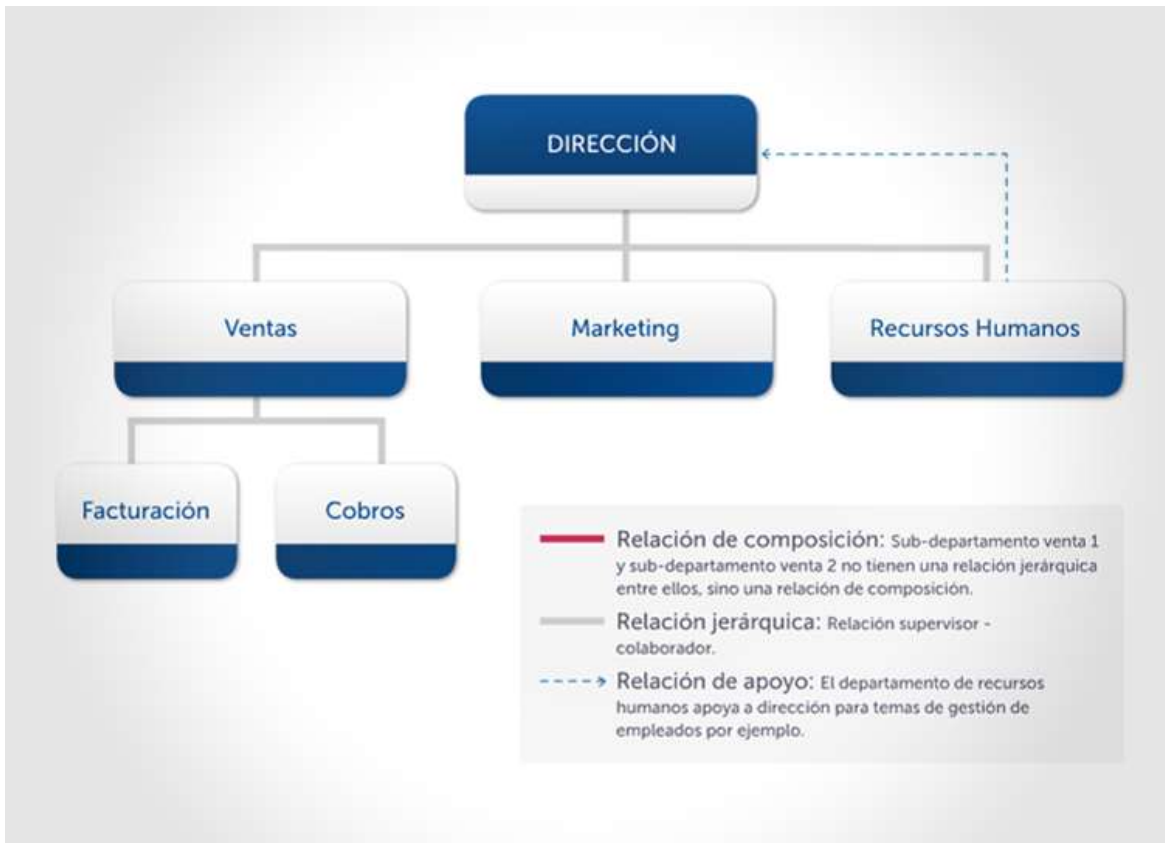 DIRECCIÓN
Ventas
Marketing
Recursos Humanos
Facturación
Cobros
Relación de composición: Sub-departamento venta 1
y sub-departamento venta 2 no tienen una relación jerárquica
entre ellos, sino una relación de composición.
Relación jerárquica: Relación supervisor -
colaborador.
Relación de apoyo: El departamento de recursos
humanos apoya a dirección para temas de gestión de
empleados por ejemplo.